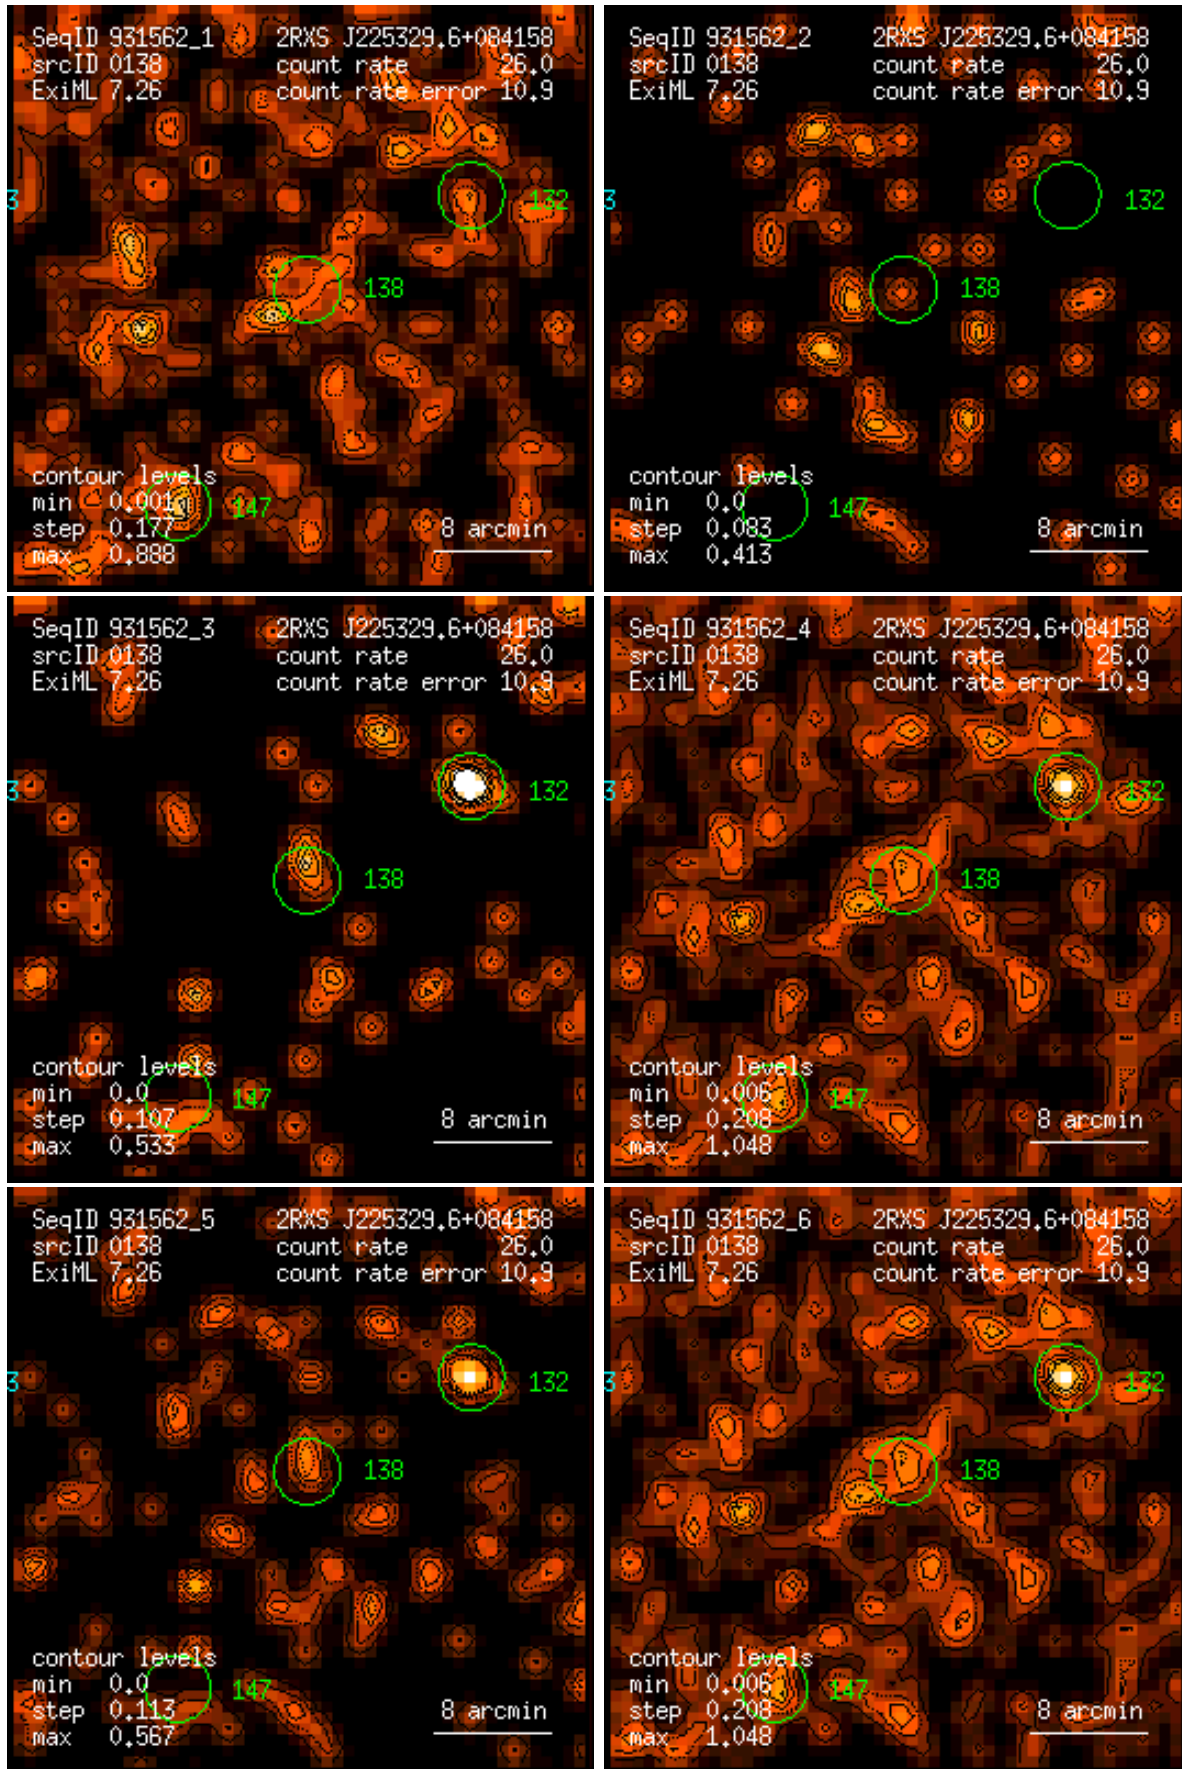 SeqID 931562_1 2RXS J225329.6+084158
srcID 0138 count rate 26.0
ExiML 7.26 count rate error 10.9
132
3
138
contour levels
min 0.001
147
step 0.177
8 arcmin
max 0.888
SeqID 931562_2 2RXS J225329.6+084158
srcID 0138 count rate 26.0
ExiML 7.26 count rate error 10.9
3
132
138
contour levels
min 0.0
147
step 0.083
8 arcmin
max 0.413
SeqID 931562_3 2RXS J225329.6+084158
srcID 0138 count rate 26.0
ExiML 7.26 count rate error 10.9
3
132
138
contour levels
min 0.0
147
step 0.107
8 arcmin
max 0.533
SeqID 931562_4 2RXS J225329.6+084158
srcID 0138 count rate 26.0
ExiML 7.26 count rate error 10.9
3
132
138
contour levels
min 0.006
147
step 0.208
8 arcmin
max 1.048
SeqID 931562_5 2RXS J225329.6+084158
srcID 0138 count rate 26.0
ExiML 7.26 count rate error 10.9
3
132
138
contour levels
min 0.0
147
step 0.113
8 arcmin
max 0.567
SeqID 931562_6 2RXS J225329.6+084158
srcID 0138 count rate 26.0
ExiML 7.26 count rate error 10.9
3
132
138
contour levels
min 0.006
147
step 0.208
8 arcmin
max 1.048